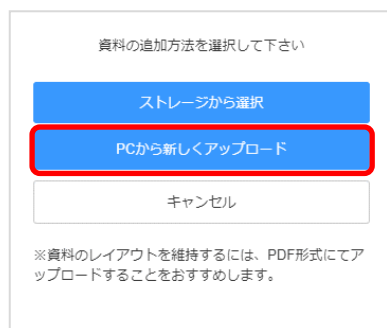 資料の追加方法を選択して下さい
ストレージから選択
PCから新しくアップロード
キャンセル
※資料のレイアウトを維持するには、PDF形式にてア
ップロードすることをおすすめします。